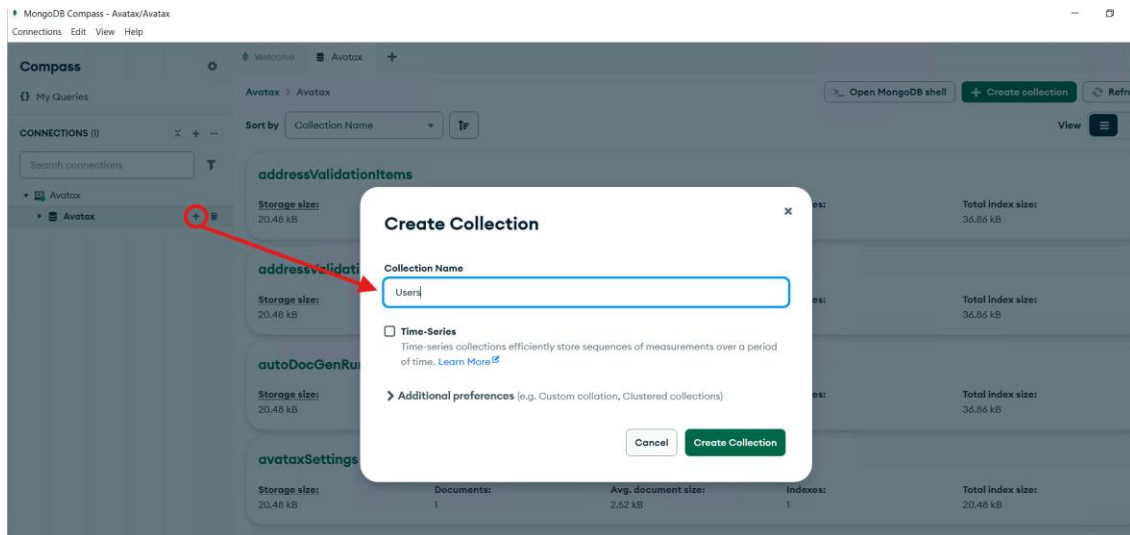 MongoDB Compass - Avatax/Avatax
Connections Edit View Help
Compass
Welcome Avatax
{} My Queries
Avatax > Avatax
>_ Open MongoDB shell + Create collection Refre
CONNECTIONS (1)
Sort by Collection Name
View
Search connections
Avatax
Avatax
addressValidationItems
Storage size: Total index size:
20.48 kB 36.86 kB
Create Collection
Collection Name
Users
Time-Series
Time-series collections efficiently store sequences of measurements over a period
of time. Learn More
Additional preferences (e.g. Custom collation, Clustered collections)
Cancel Create Collection
addressValidati
Storage size: es: Total index size:
20.48 kB 36.86 kB
autoDocGenRu
Storage size: es: Total index size:
20.48 kB 36.86 kB
avataxSettings
Storage size: Documents: Avg. document size: Indexes: Total index size:
20.48 kB 1 2.52 kB 1 20.48 kB